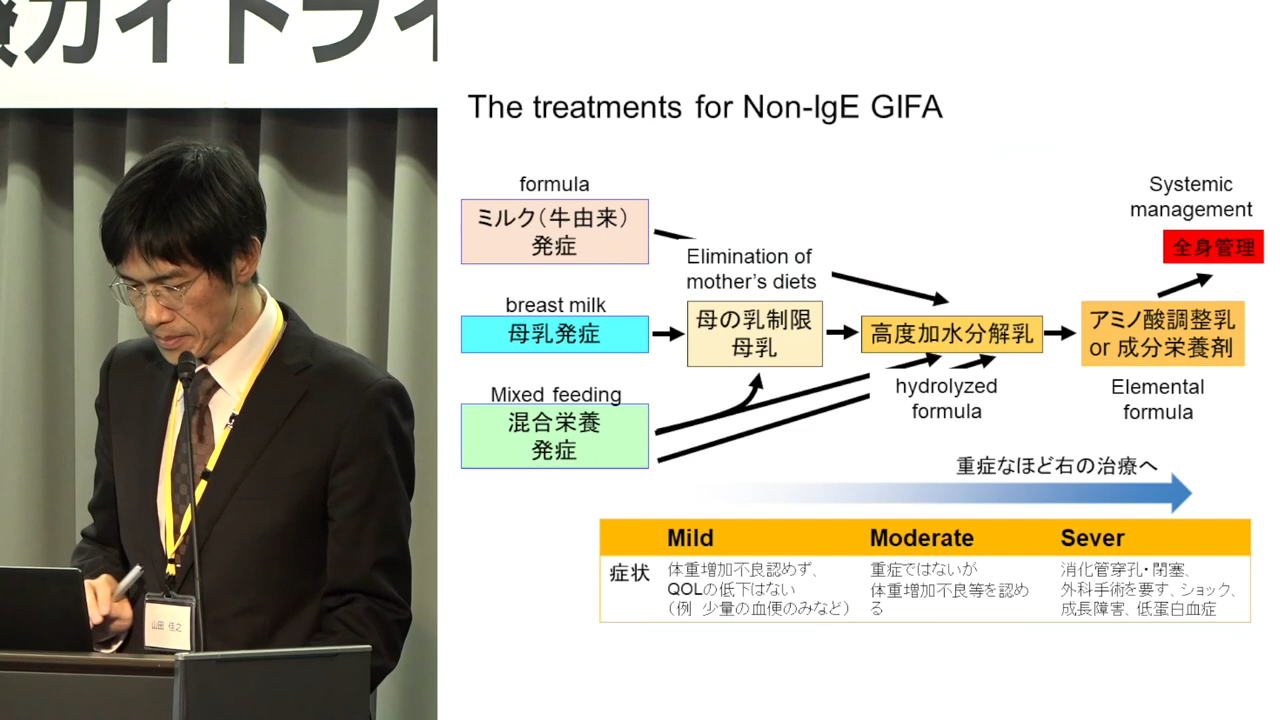 療ガイドライ
山田 佳之
The treatments for Non-IgE GIFA
formula
ミルク（牛由来）
発症
breast milk
母乳発症
Mixed feeding
混合栄養
発症
Elimination of
mother's diets
母の乳制限
母乳
高度加水分解乳
hydrolyzed
formula
Systemic
management
全身管理
アミノ酸調整乳
or 成分栄養剤
Elemental
formula
重症なほど右の治療へ
Mild
Moderate
Sever
症状
体重増加不良認めず、
QOLの低下はない
（例 少量の血便のみなど）
重症ではないが
体重増加不良等を認め
る
消化管穿孔・閉塞、
外科手術を要す、ショック、
成長障害、低蛋白血症